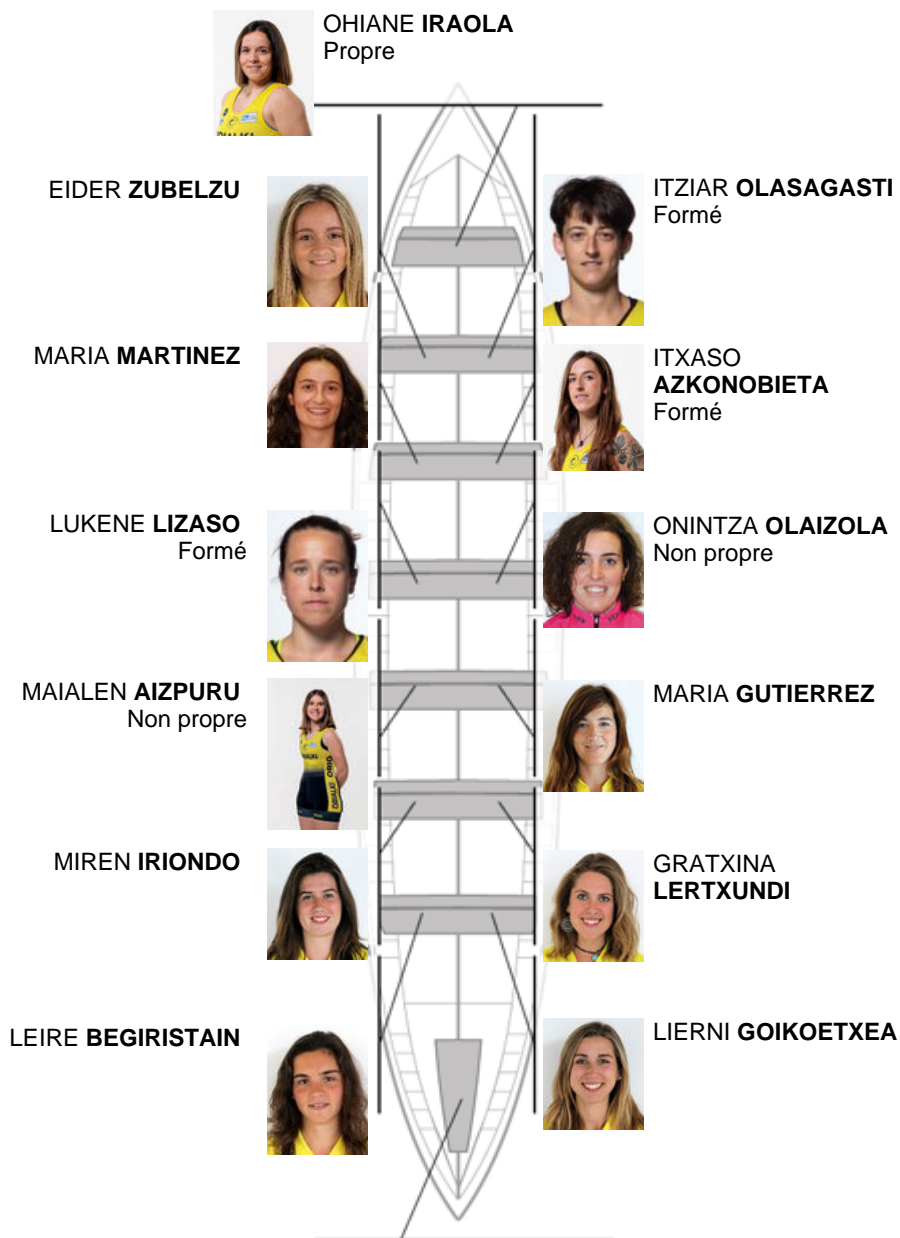 OHIANE IRAOLA
Propre
EIDER ZUBELZU
ITZIAR OLASAGASTI
Formé
MARIA MARTINEZ
ITXASO
AZKONOBIETA
Formé
LUKENE LIZASO
Formé
ONINTZA OLAIZOLA
Non propre
MAIALEN AIZPURU
Non propre
MARIA GUTIERREZ
MIREN IRIONDO
GRATXINA
LERTXUNDI
LEIRE BEGIRISTAIN
LIERNI GOIKOETXEA